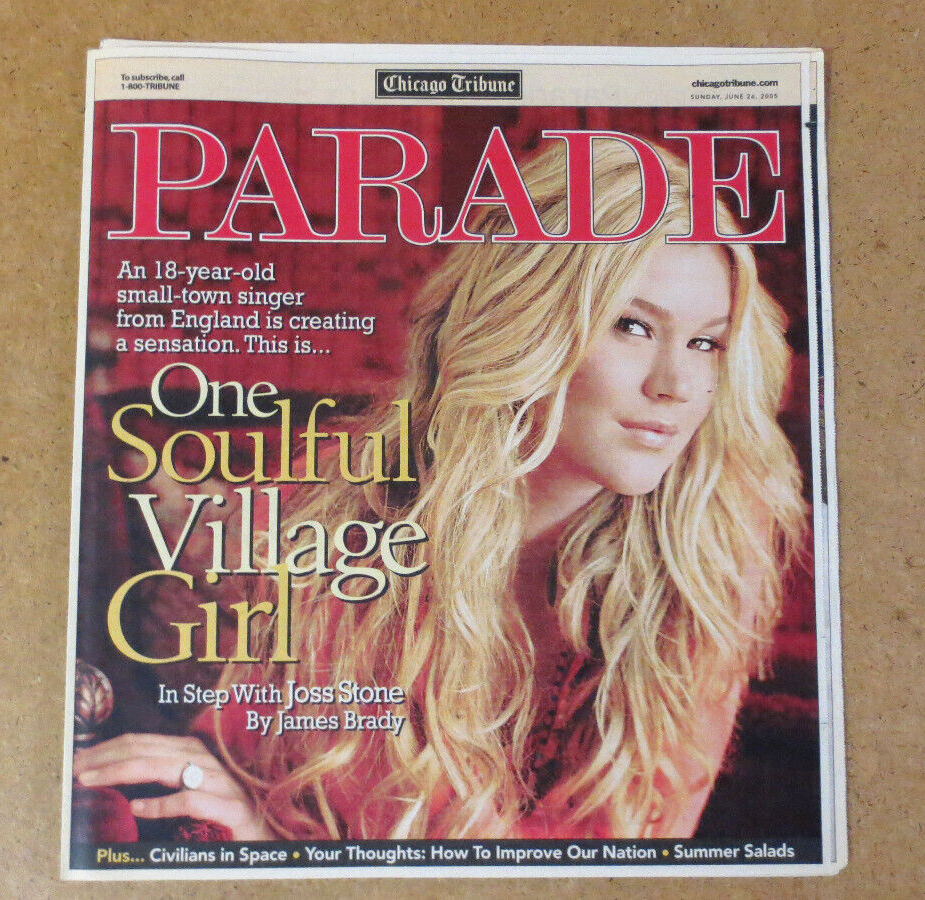 To subscribe, call
1-800-TRIBUNE
Chicago Tribune
chicagotribune.com
SUNDAY, JUNE 26, 2005
PARADE
An 18-year-old
small-town singer
from England is creating
a sensation. This is...
One
Soulful
Village
Girl
In Step With Joss Stone
By James Brady
Plus... Civilians in Space • Your Thoughts: How To Improve Our Nation • Summer Salads